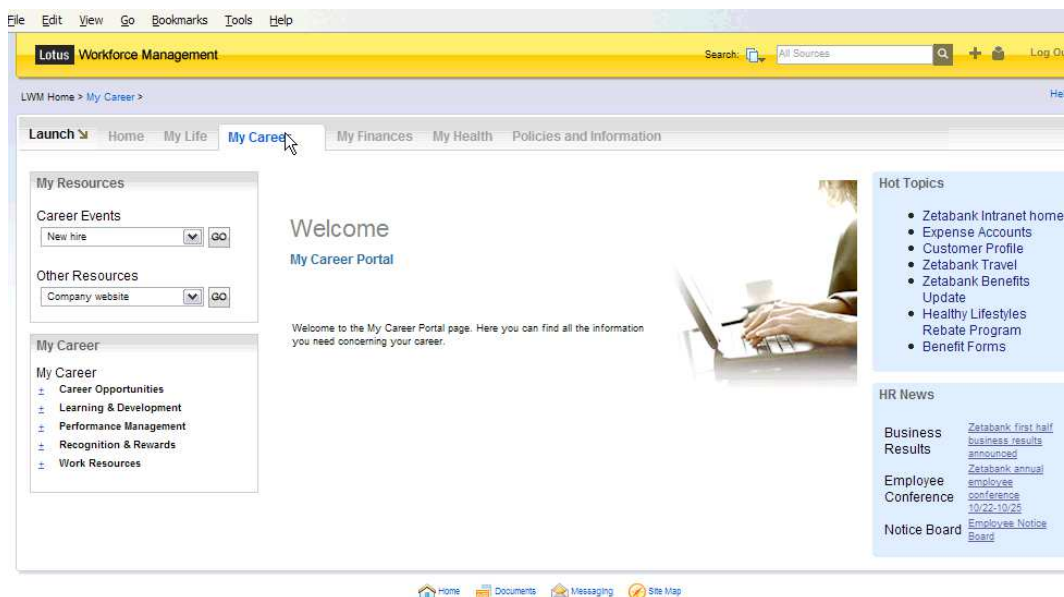 File Edit View Go Bookmarks Tools Help
Lotus Workforce Management
Search: All Sources Log Ou
LWM Home > My Career >
Hel
Launch Home My Life My Career My Finances My Health Policies and Information
My Resources
Career Events
New hire GO
Other Resources
Company website GO
My Career
My Career
± Career Opportunities
± Learning & Development
± Performance Management
± Recognition & Rewards
± Work Resources
Welcome
My Career Portal
Welcome to the My Career Portal page. Here you can find all the information
you need concerning your career.
Hot Topics
• Zetabank Intranet home
• Expense Accounts
• Customer Profile
• Zetabank Travel
• Zetabank Benefits
Update
• Healthy Lifestyles
Rebate Program
• Benefit Forms
HR News
Business
Results
Zetabank first half
business results
announced
Employee
Conference
Zetabank annual
employee
conference
10/22-10/25
Notice Board
Employee Notice
Board
Home Documents Messaging Site Map